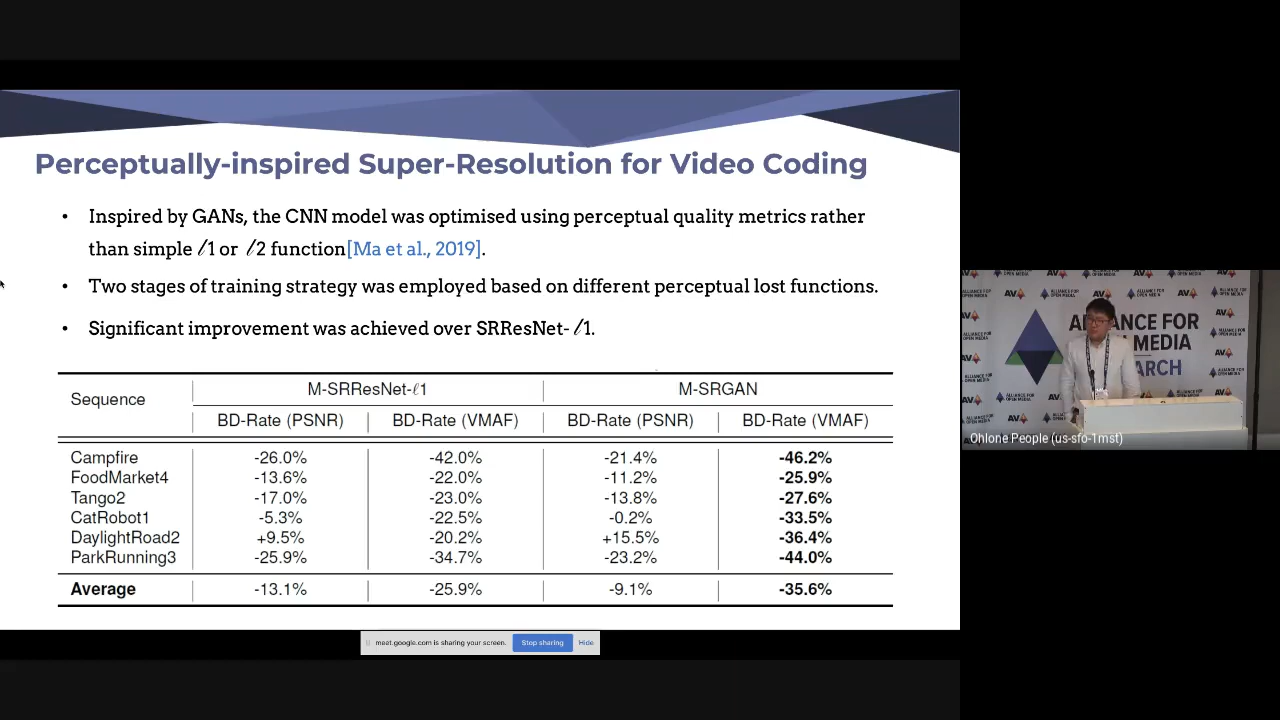 Perceptually-inspired Super-Resolution for Video Coding
• Inspired by GANs, the CNN model was optimised using perceptual quality metrics rather
than simple ℓ1 or ℓ2 function[Ma et al., 2019].
• Two stages of training strategy was employed based on different perceptual lost functions.
• Significant improvement was achieved over SRResNet- ℓ1.
Sequence M-SRResNet-ℓ1 M-SRGAN
BD-Rate (PSNR) BD-Rate (VMAF) BD-Rate (PSNR) BD-Rate (VMAF)
Campfire -26.0% -42.0% -21.4% -46.2%
FoodMarket4 -13.6% -22.0% -11.2% -25.9%
Tango2 -17.0% -23.0% -13.8% -27.6%
CatRobot1 -5.3% -22.5% -0.2% -33.5%
DaylightRoad2 +9.5% -20.2% +15.5% -36.4%
ParkRunning3 -25.9% -34.7% -23.2% -44.0%
Average -13.1% -25.9% -9.1% -35.6%
meet.google.com is sharing your screen. Stop sharing Hide
ALLIANCE FOR
OPEN MEDIA
Ohlone People (us-sfo-1mst)